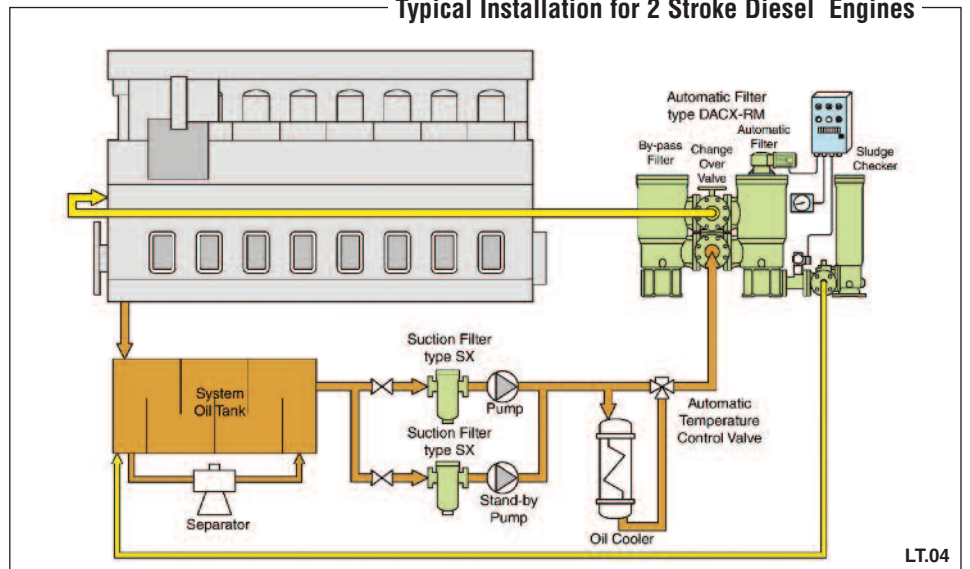 Typical Installation for 2 Stroke Diesel Engines
Automatic Filter
type DACX-RM
By-pass
Filter
Change
Over
Valve
Automatic
Filter
Sludge
Checker
Suction Filter
type SX
Pump
System
Oil Tank
Automatic
Temperature
Control Valve
Suction Filter
type SX
Stand-by
Pump
Separator
Oil Cooler
LT.04